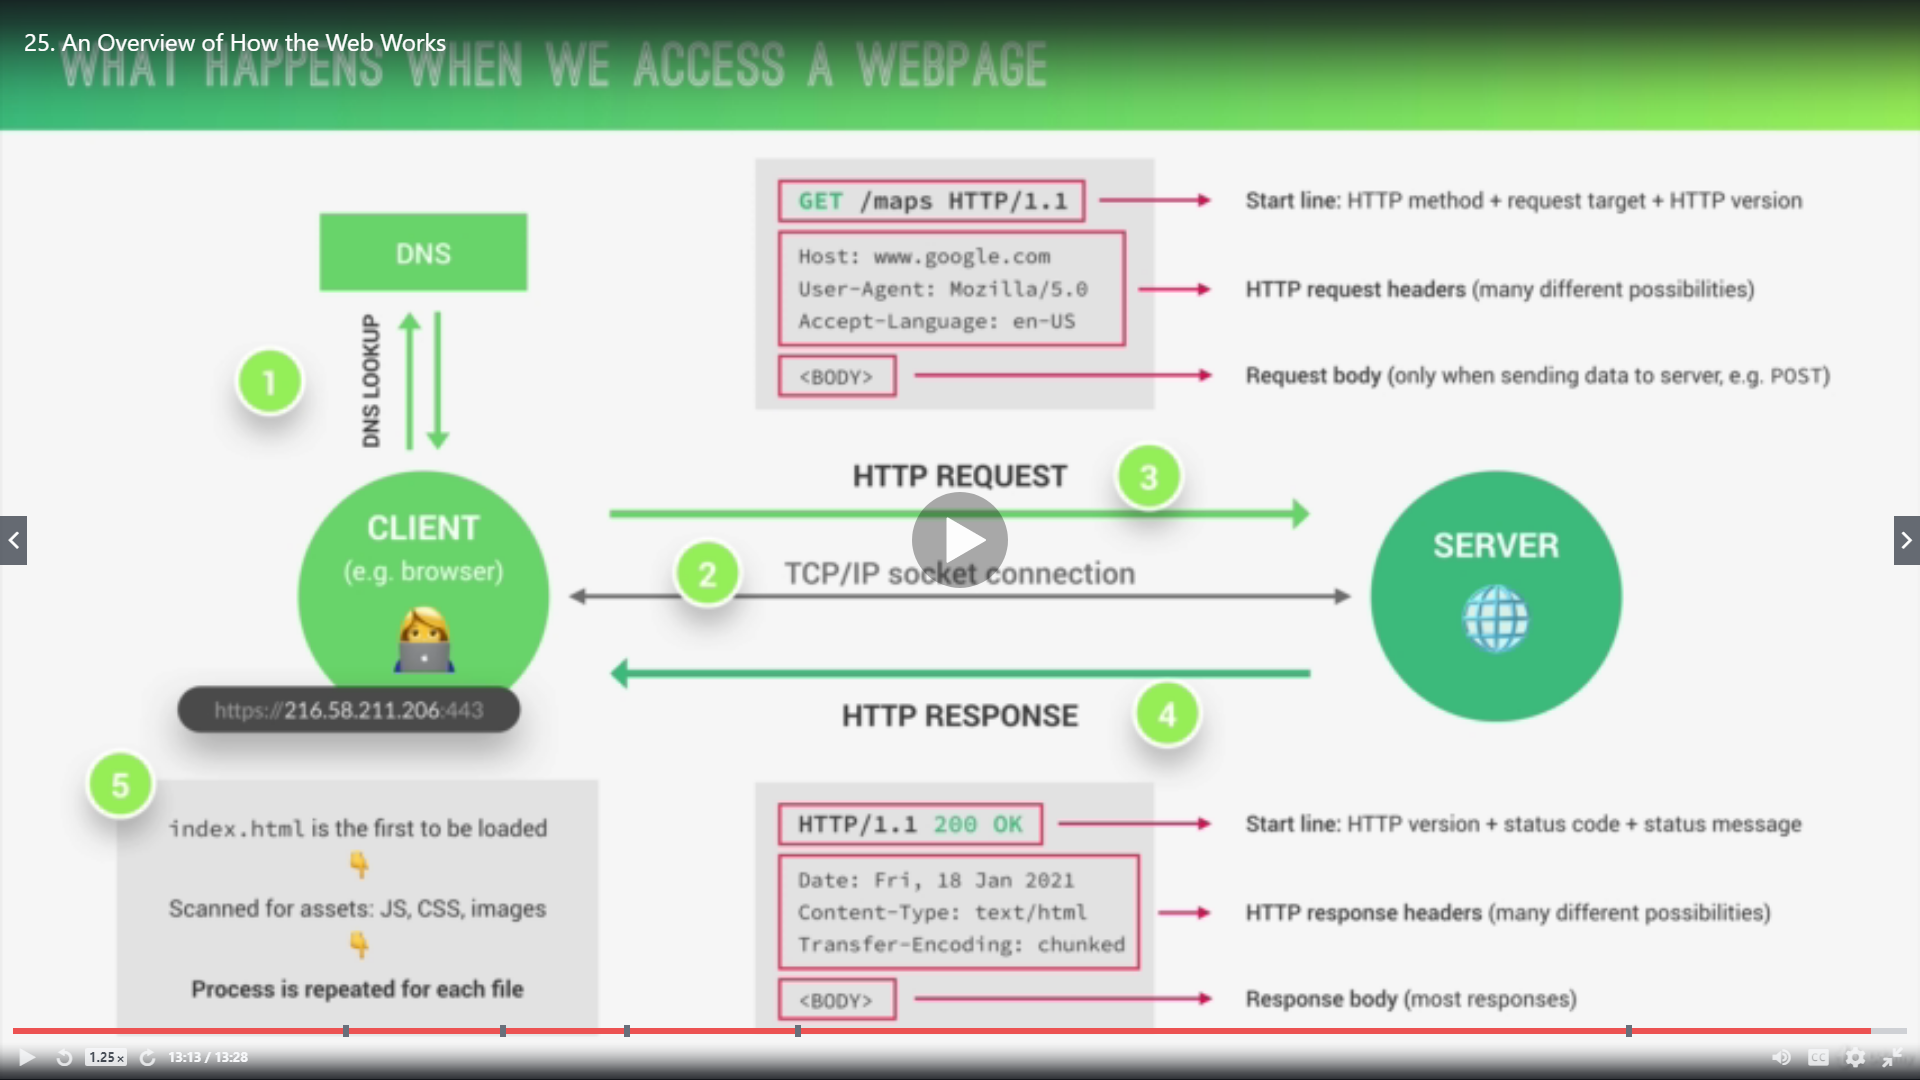 25. An Overview of How the Web Works
WHAT HAPPENS WHEN WE ACCESS A WEBPAGE
DNS
DNS LOOKUP
1
CLIENT
(e.g. browser)
https://216.58.211.206:443
5
index.html is the first to be loaded
Scanned for assets: JS, CSS, images
Process is repeated for each file
GET /maps HTTP/1.1
Start line: HTTP method + request target + HTTP version
Host: www.google.com
User-Agent: Mozilla/5.0
Accept-Language: en-US
HTTP request headers (many different possibilities)
<BODY>
Request body (only when sending data to server, e.g. POST)
HTTP REQUEST
3
2
TCP/IP socket connection
SERVER
HTTP RESPONSE
4
HTTP/1.1 200 OK
Start line: HTTP version + status code + status message
Date: Fri, 18 Jan 2021
Content-Type: text/html
Transfer-Encoding: chunked
HTTP response headers (many different possibilities)
<BODY>
Response body (most responses)
1.25x
13:13 / 13:28
CC